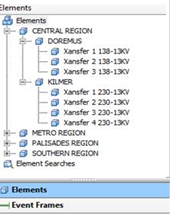 Elements
Elements
CENTRAL REGION
DOREMUS
Xansfer 1 138-13KV
Xansfer 2 138-13KV
Xansfer 3 138-13KV
KILMER
Xansfer 1 230-13KV
Xansfer 2 230-13KV
Xansfer 3 230-13KV
Xansfer 4 230-13KV
METRO REGION
PALISADES REGION
SOUTHERN REGION
Element Searches
Elements
Event Frames